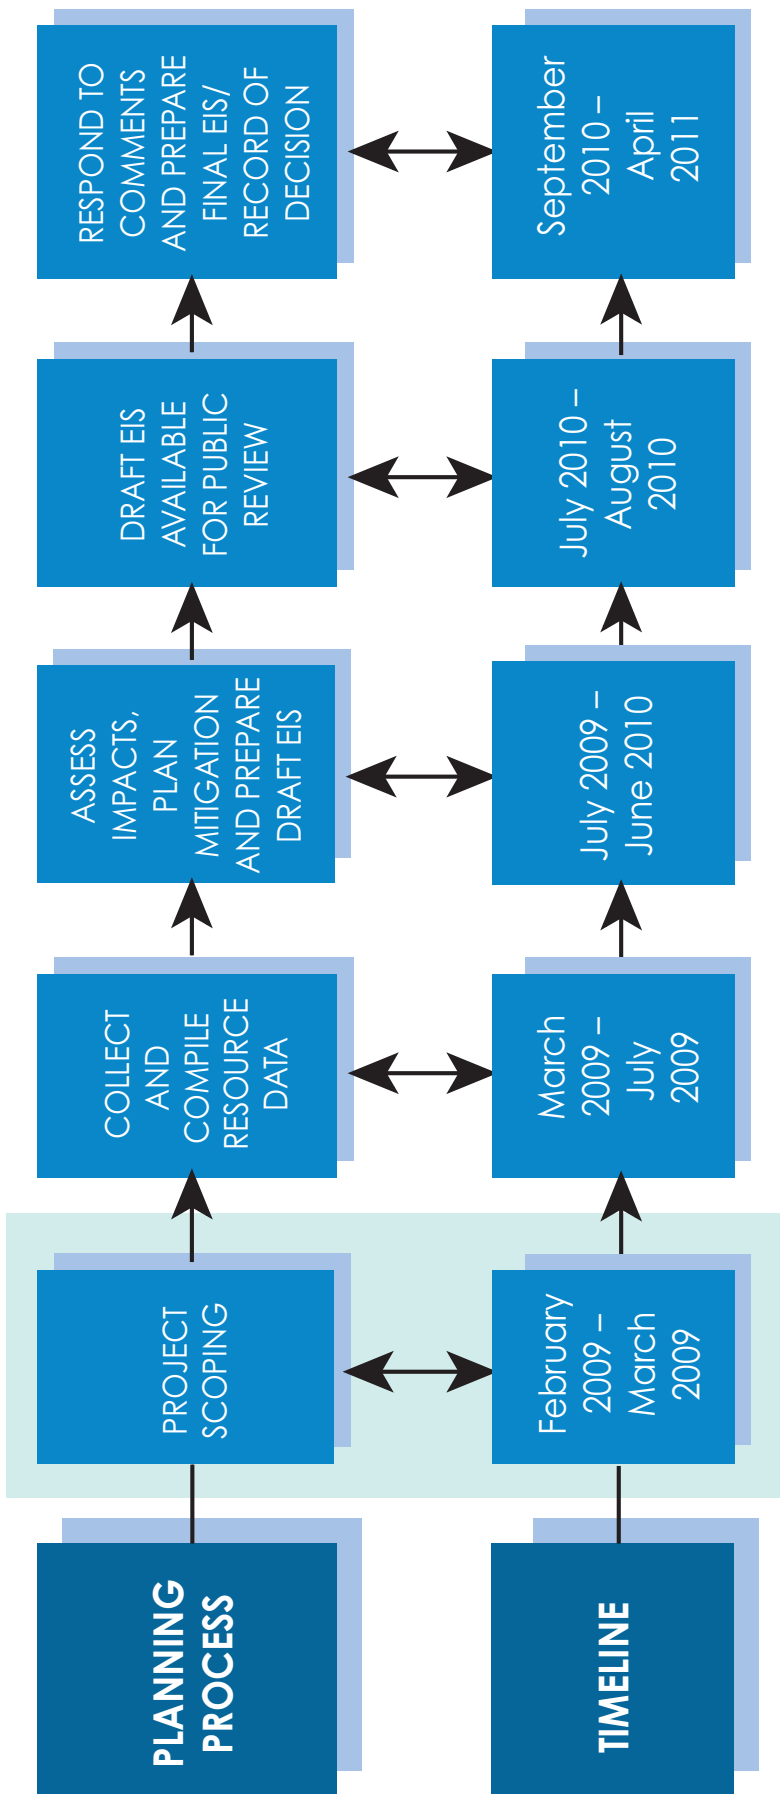 PLANNING
PROCESS
PROJECT
SCOPING
COLLECT
AND
COMPILE
RESOURCE
DATA
ASSESS
IMPACTS,
PLAN
MITIGATION
AND PREPARE
DRAFT EIS
DRAFT EIS
AVAILABLE
FOR PUBLIC
REVIEW
RESPOND TO
COMMENTS
AND PREPARE
FINAL EIS/
RECORD OF
DECISION
TIMELINE
February
2009 –
March
2009
March
2009 –
July
2009
July 2009 –
June 2010
July 2010 –
August
2010
September
2010 –
April
2011